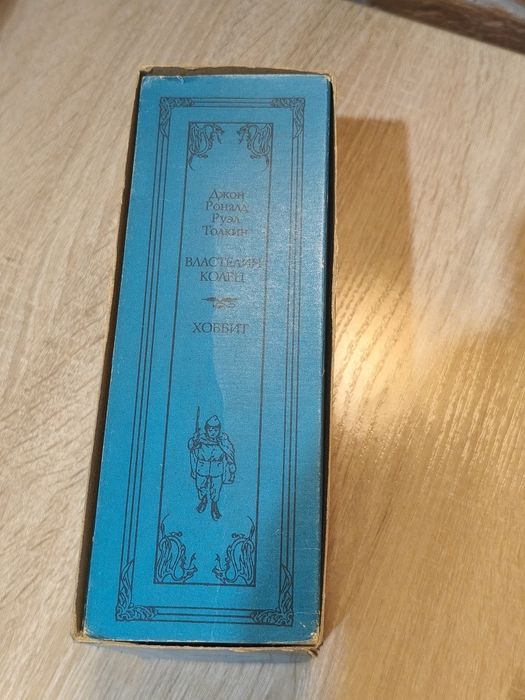 Джон
Роналд
Руэл
Толкин
ВЛАСТЕЛИН
КОЛЕЦ
ХОББИТ